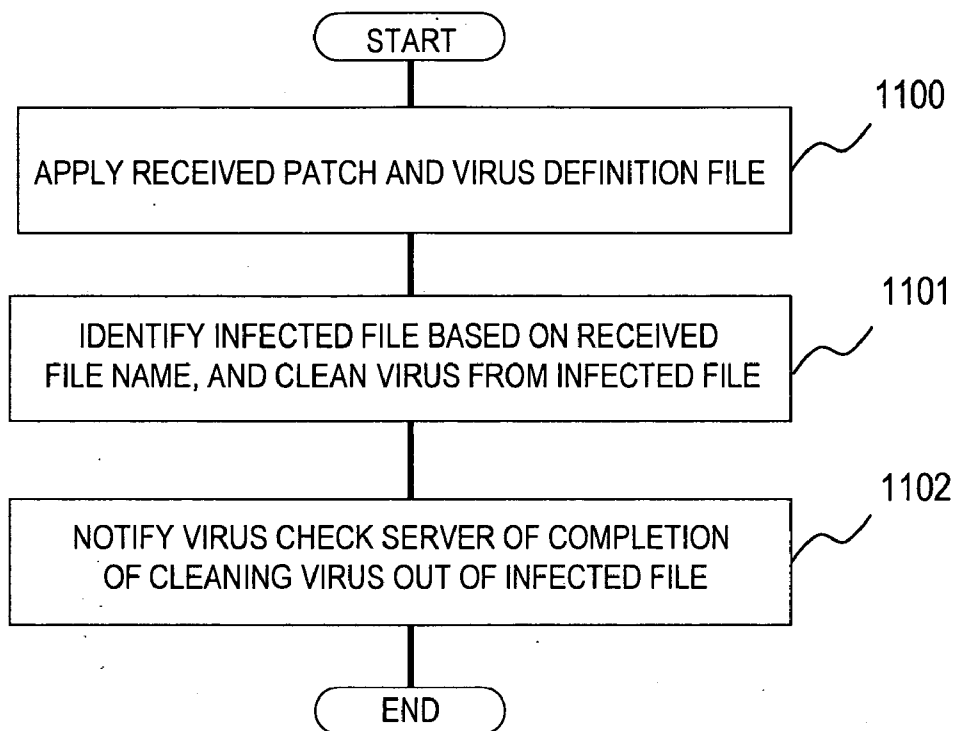 START
1100
APPLY RECEIVED PATCH AND VIRUS DEFINITION FILE
1101
IDENTIFY INFECTED FILE BASED ON RECEIVED
FILE NAME, AND CLEAN VIRUS FROM INFECTED FILE
1102
NOTIFY VIRUS CHECK SERVER OF COMPLETION
OF CLEANING VIRUS OUT OF INFECTED FILE
END